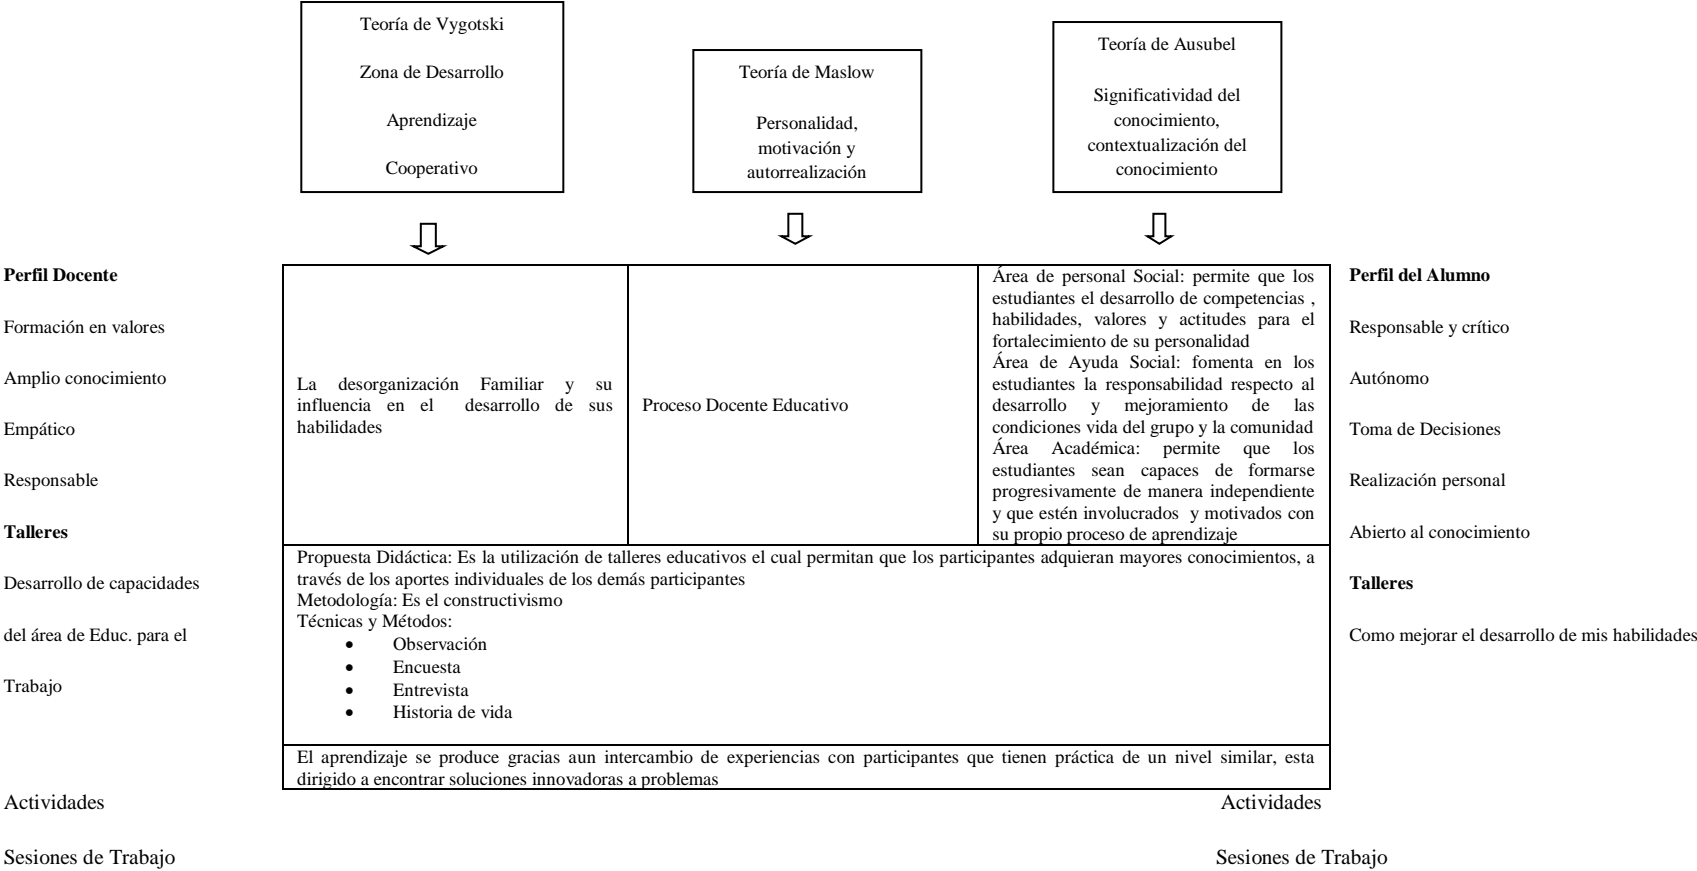 Teoría de Vygotski
Zona de Desarrollo
Aprendizaje
Cooperativo
Teoría de Maslow
Personalidad,
motivación y
autorrealización
Teoría de Ausubel
Significatividad del
conocimiento,
contextualización del
conocimiento
Perfil Docente
Formación en valores
Amplio conocimiento
Empático
Responsable
Talleres
Desarrollo de capacidades
del área de Educ. para el
Trabajo
La desorganización Familiar y su
influencia en el desarrollo de sus
habilidades
Proceso Docente Educativo
Área de personal Social: permite que los
estudiantes el desarrollo de competencias ,
habilidades, valores y actitudes para el
fortalecimiento de su personalidad
Área de Ayuda Social: fomenta en los
estudiantes la responsabilidad respecto al
desarrollo y mejoramiento de las
condiciones vida del grupo y la comunidad
Área Académica: permite que los
estudiantes sean capaces de formarse
progresivamente de manera independiente
y que estén involucrados y motivados con
su propio proceso de aprendizaje
Propuesta Didáctica: Es la utilización de talleres educativos el cual permitan que los participantes adquieran mayores conocimientos, a
través de los aportes individuales de los demás participantes
Metodología: Es el constructivismo
Técnicas y Métodos:
• Observación
• Encuesta
• Entrevista
• Historia de vida
El aprendizaje se produce gracias aun intercambio de experiencias con participantes que tienen práctica de un nivel similar, esta
dirigido a encontrar soluciones innovadoras a problemas
Perfil del Alumno
Responsable y crítico
Autónomo
Toma de Decisiones
Realización personal
Abierto al conocimiento
Talleres
Como mejorar el desarrollo de mis habilidades
Actividades
Sesiones de Trabajo
Actividades
Sesiones de Trabajo